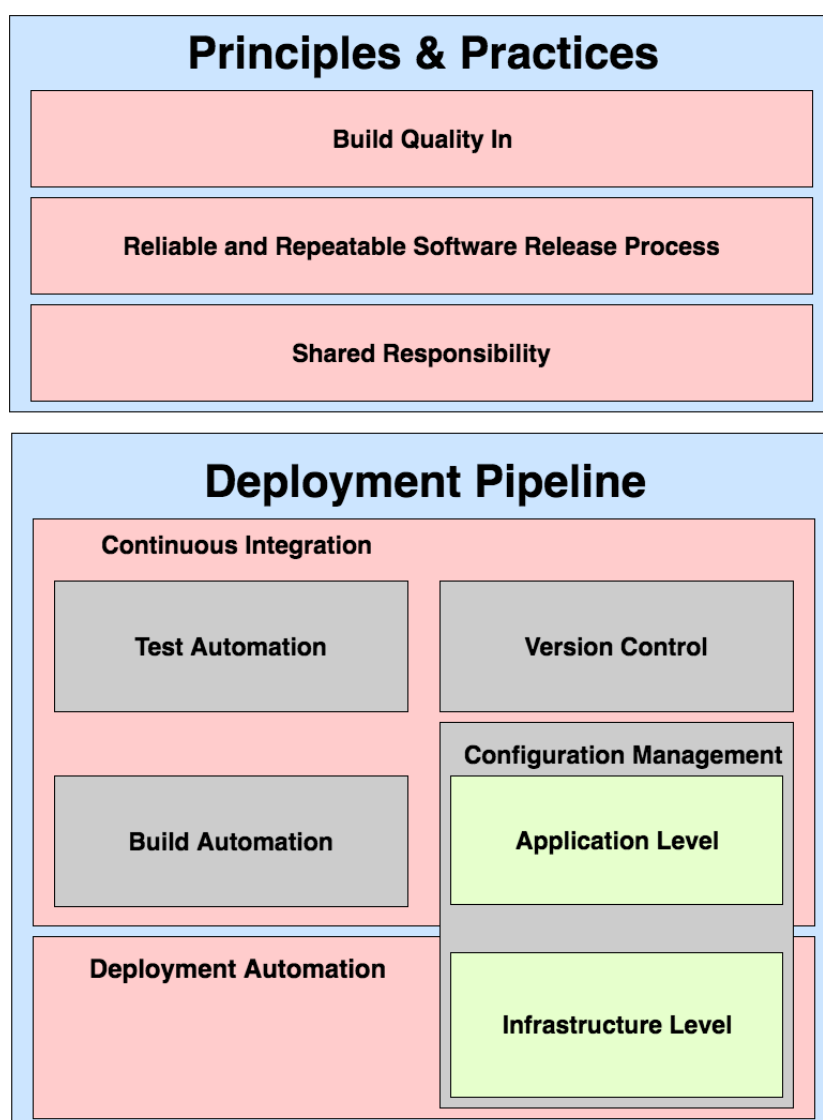 Principles & Practices
Build Quality In
Reliable and Repeatable Software Release Process
Shared Responsibility
Deployment Pipeline
Continuous Integration
Test Automation
Version Control
Configuration Management
Build Automation
Application Level
Deployment Automation
Infrastructure Level